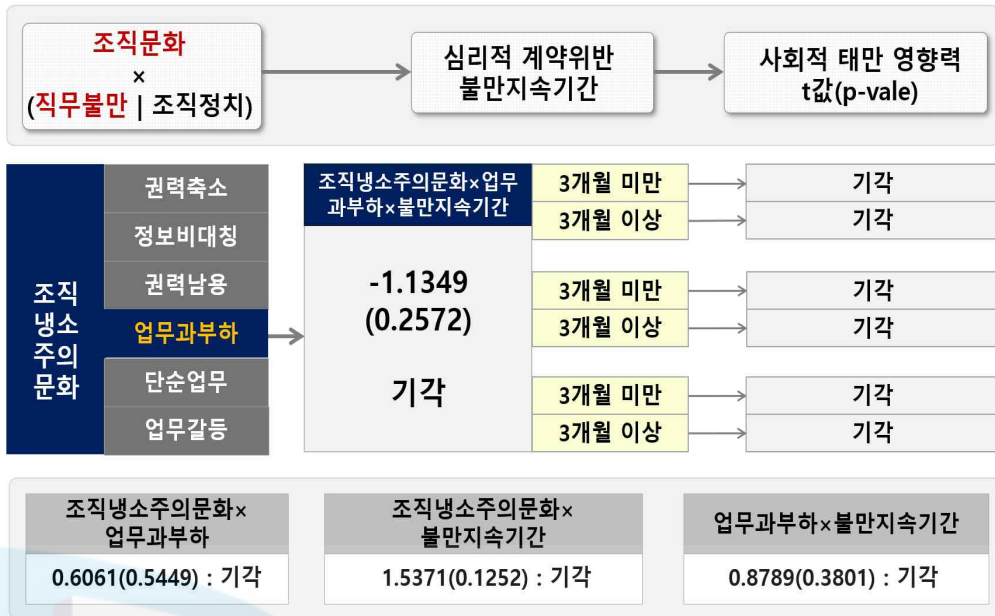 조직문화
×
(직무불만 | 조직정치)
심리적 계약위반
불만지속기간
사회적 태만 영향력
t값(p-vale)
조직
냉소
주의
문화
권력축소
정보비대칭
권력남용
업무과부하
단순업무
업무갈등
조직냉소주의문화×업무
과부하×불만지속기간
-1.1349
(0.2572)
기각
3개월 미만
기각
3개월 이상
기각
3개월 미만
기각
3개월 이상
기각
3개월 미만
기각
3개월 이상
기각
조직냉소주의문화×
업무과부하
0.6061(0.5449) : 기각
조직냉소주의문화×
불만지속기간
1.5371(0.1252) : 기각
업무과부하×불만지속기간
0.8789(0.3801) : 기각